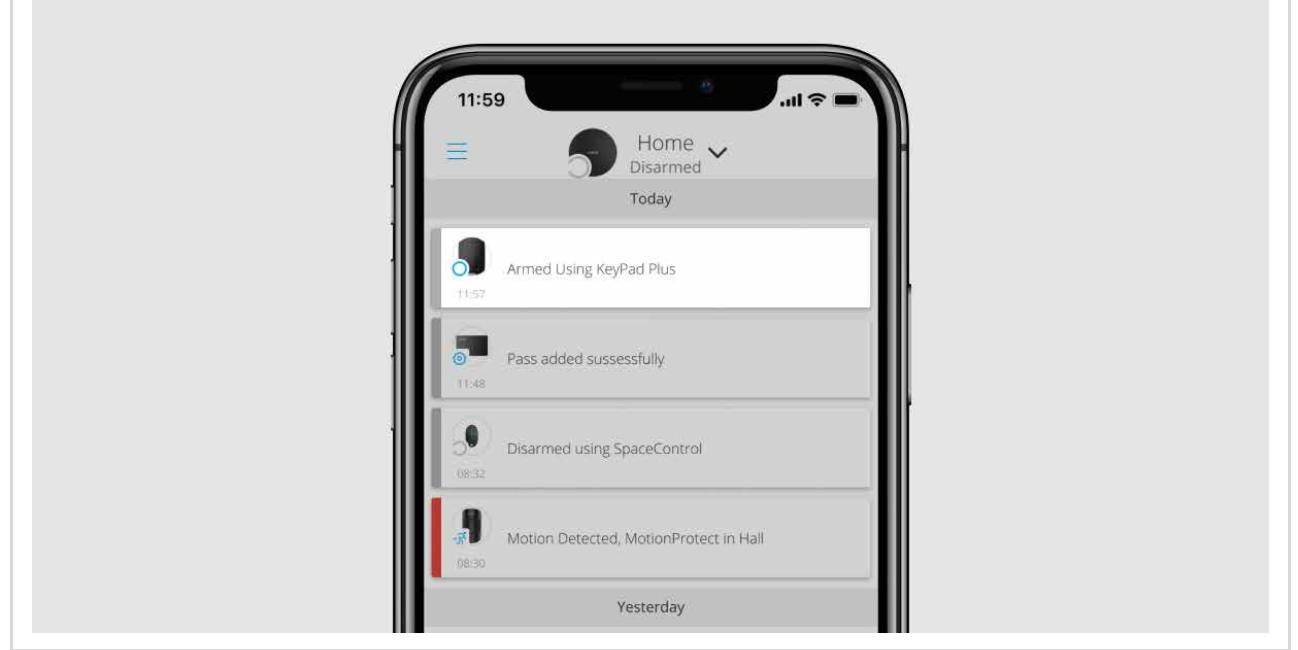 11:59
Home
Disarmed
Today
Armed Using KeyPad Plus
11:57
Pass added sussessfully
11:48
Disarmed using SpaceControl
08:32
Motion Detected, MotionProtect in Hall
08:30
Yesterday